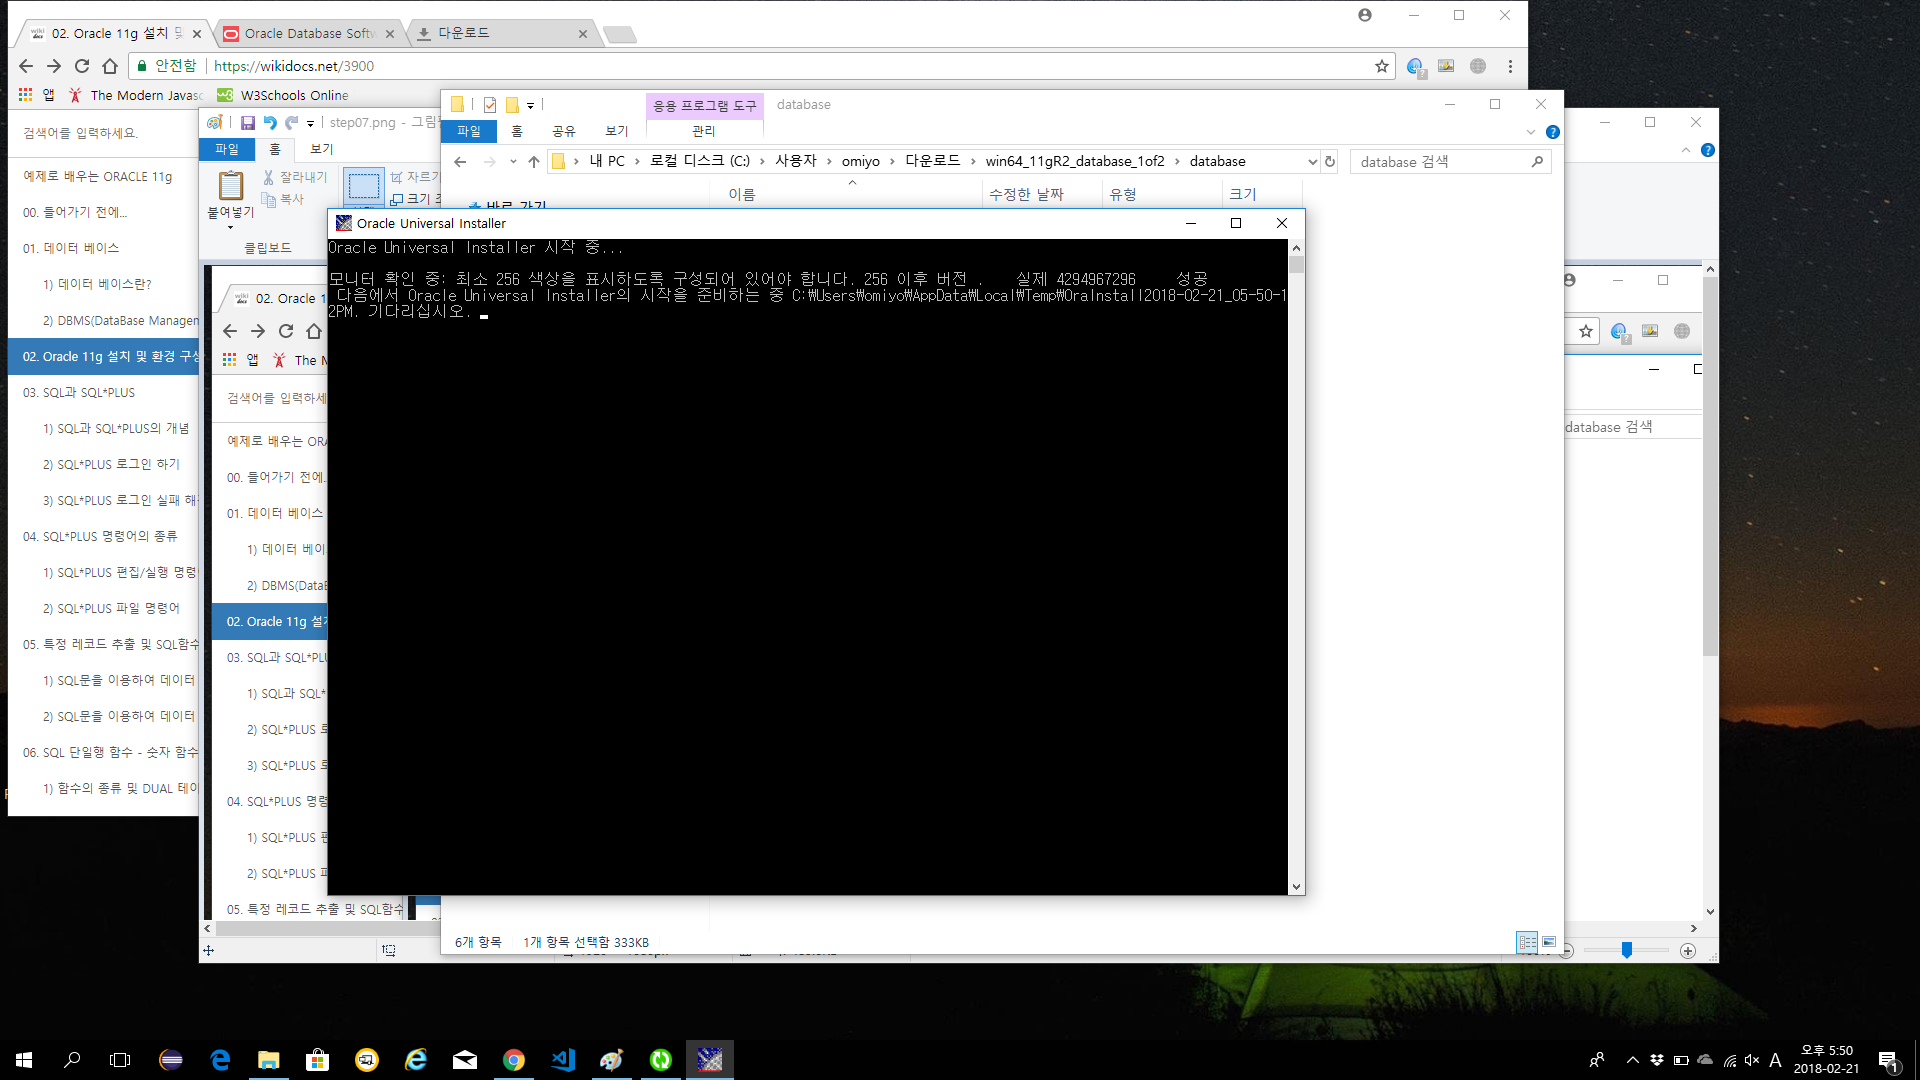 02. Oracle 11g 설치 및
Oracle Database Softw
다운로드
안전함
https://wikidocs.net/3900
앱
The Modern Javasc
W3Schools Online
검색어를 입력하세요.
예제로 배우는 ORACLE 11g
00. 들어가기 전에...
01. 데이터 베이스
1) 데이터 베이스란?
2) DBMS(DataBase Managem
02. Oracle 11g 설치 및 환경 구성
03. SQL과 SQL*PLUS
1) SQL과 SQL*PLUS의 개념
2) SQL*PLUS 로그인 하기
3) SQL*PLUS 로그인 실패 해
04. SQL*PLUS 명령어의 종류
1) SQL*PLUS 편집/실행 명령
2) SQL*PLUS 파일 명령어
05. 특정 레코드 추출 및 SQL함수
1) SQL문을 이용하여 데이터
2) SQL문을 이용하여 데이터
06. SQL 단일행 함수 - 숫자 함수
1) 함수의 종류 및 DUAL 테이
step07.png - 그림판
파일
홈
보기
붙여넣기
잘라내기
복사
클립보드
자르기
크기 조
02. Oracle 1
앱
The M
검색어를 입력하세
예제로 배우는 ORA
00. 들어가기 전에.
01. 데이터 베이스
1) 데이터 베이
2) DBMS(DataB
02. Oracle 11g 설치
03. SQL과 SQL*PLU
1) SQL과 SQL*
2) SQL*PLUS 로
3) SQL*PLUS 로
04. SQL*PLUS 명령
1) SQL*PLUS 편
2) SQL*PLUS 파
05. 특정 레코드 추출 및 SQL함수
응용 프로그램 도구
database
파일
홈
공유
보기
관리
내 PC
로컬 디스크 (C:)
사용자
omiyo
다운로드
win64_11gR2_database_1of2
database
database 검색
이름
수정한 날짜
유형
크기
바로 가기
Oracle Universal Installer
Oracle Universal Installer 시작 중...
모니터 확인 중: 최소 256 색상을 표시하도록 구성되어 있어야 합니다. 256 이후 버전 . 실제 4294967296 성공
다음에서 Oracle Universal Installer의 시작을 준비하는 중 C:\Users\omiyo\AppData\Local\Temp\OraInstall2018-02-21_05-50-1
2PM. 기다리십시오.
database 검색
6개 항목
1개 항목 선택함 333KB
A
오후 5:50
2018-02-21
1